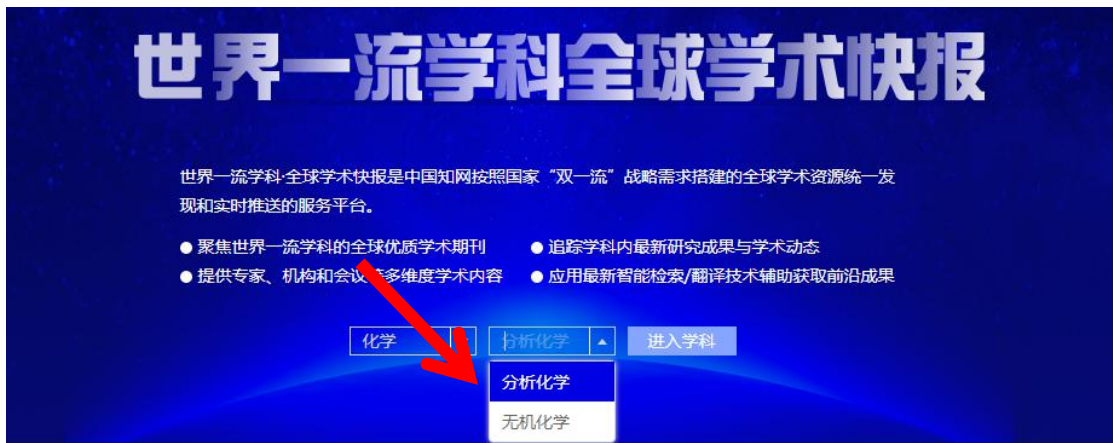 世界一流学科全球学术快报
世界一流学科·全球学术快报是中国知网按照国家“双一流”战略需求搭建的全球学术资源统一发
现和实时推送的服务平台。
● 聚焦世界一流学科的全球优质学术期刊 ● 追踪学科内最新研究成果与学术动态
● 提供专家、机构和会议等多维度学术内容 ● 应用最新智能检索/翻译技术辅助获取前沿成果
化学 分析化学 进入学科
分析化学
无机化学